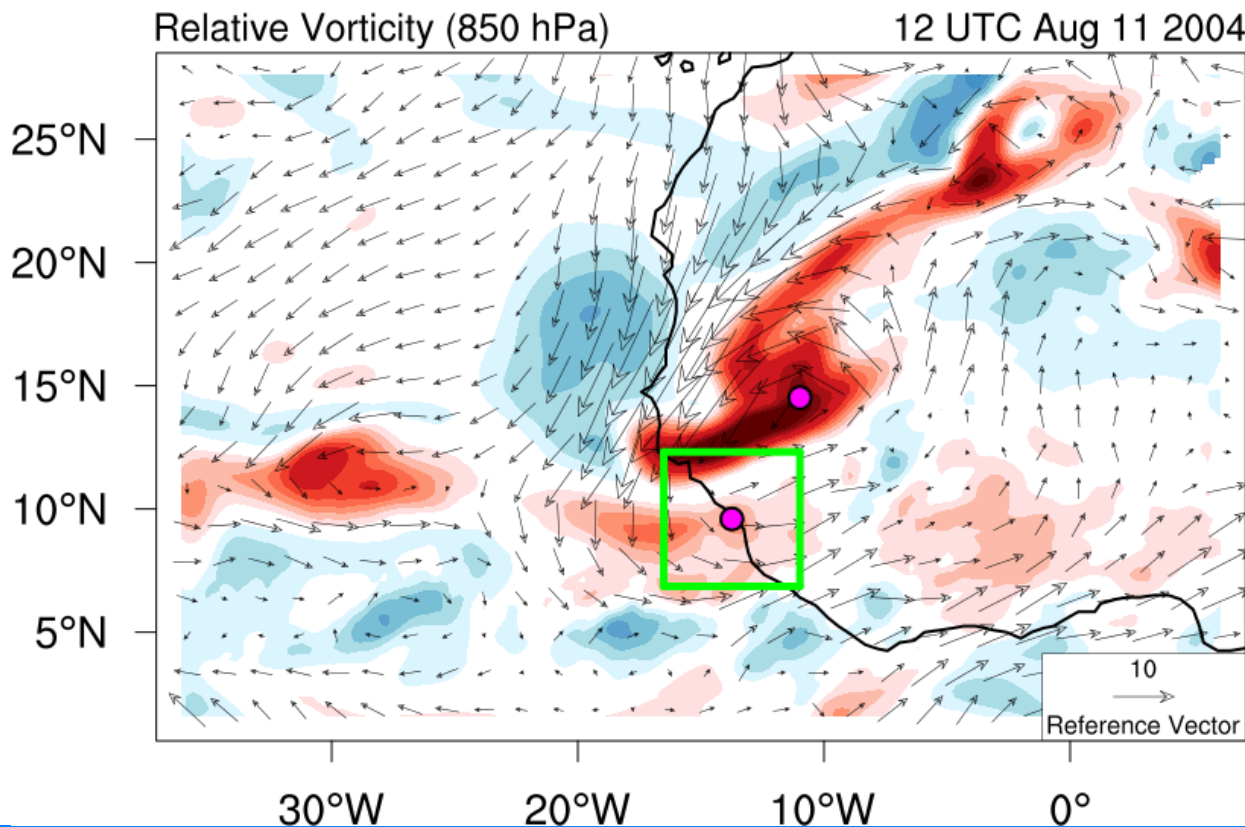 Relative Vorticity (850 hPa) 12 UTC Aug 11 2004
25°N
20°N
15°N
10°N
5°N
10
Reference Vector
30°W 20°W 10°W 0°